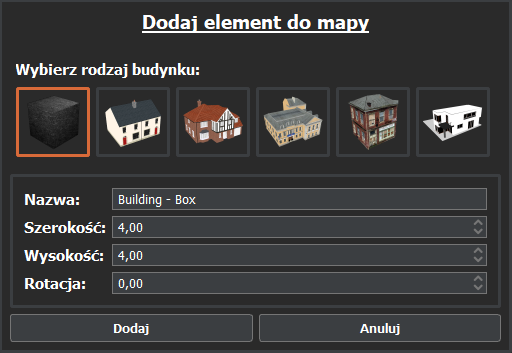 Dodaj element do mapy
Wybierz rodzaj budynku:
Nazwa: Building - Box
Szerokość: 4,00
Wysokość: 4,00
Rotacja: 0,00
Dodaj Anuluj